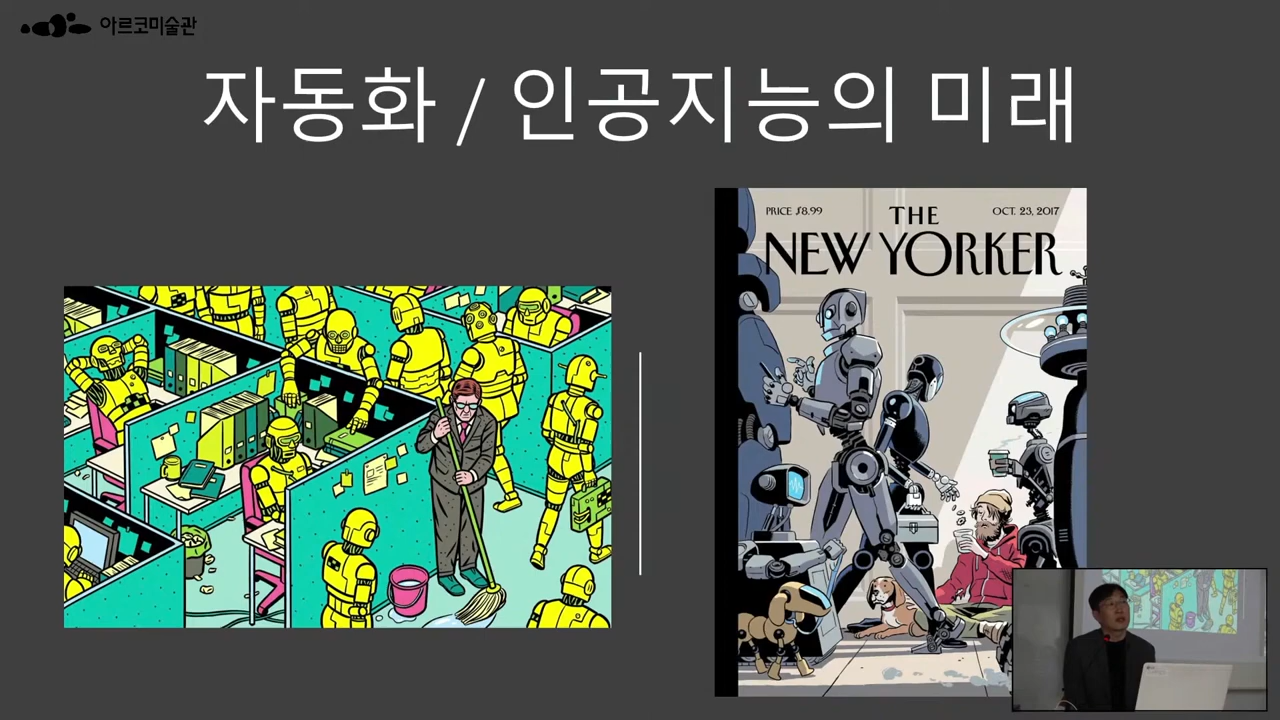 아르코미술관
자동화 / 인공지능의 미래
PRICE $8.99
THE
OCT. 23, 2017
NEW YORKER